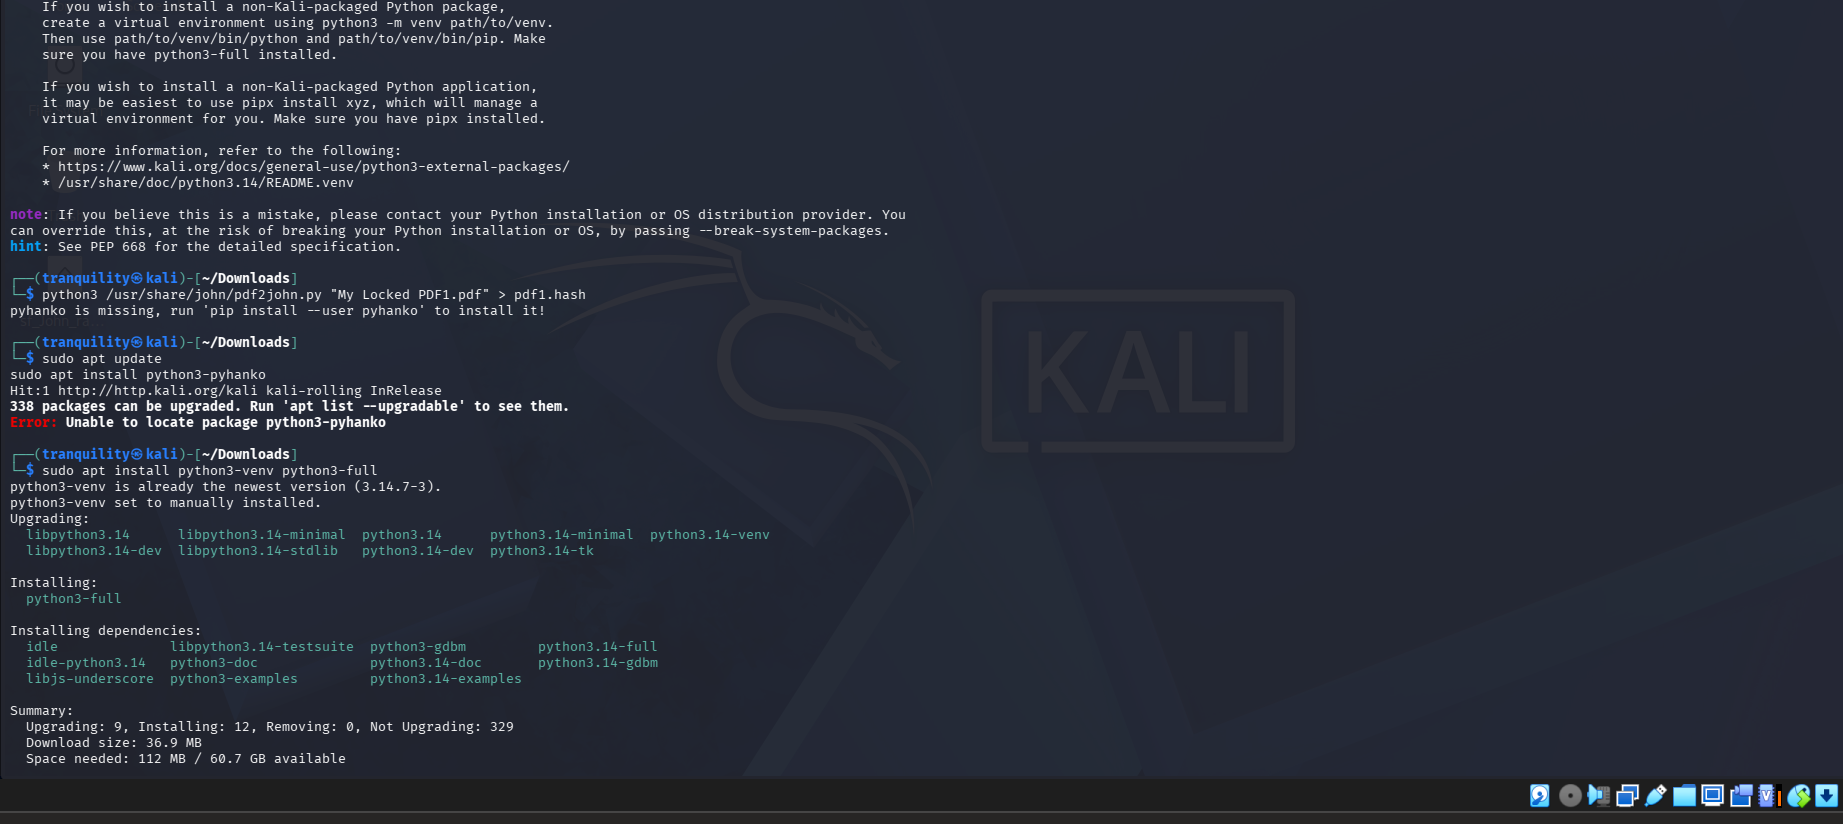 If you wish to install a non-Kali-packaged Python package,
create a virtual environment using python3 -m venv path/to/venv.
Then use path/to/venv/bin/python and path/to/venv/bin/pip. Make
sure you have python3-full installed.
If you wish to install a non-Kali-packaged Python application,
it may be easiest to use pipx install xyz, which will manage a
virtual environment for you. Make sure you have pipx installed.
For more information, refer to the following:
* https://www.kali.org/docs/general-use/python3-external-packages/
* /usr/share/doc/python3.14/README.venv
note: If you believe this is a mistake, please contact your Python installation or OS distribution provider. You
can override this, at the risk of breaking your Python installation or OS, by passing --break-system-packages.
hint: See PEP 668 for the detailed specification.
┌──(tranquility㉿kali)-[~/Downloads]
└─$ python3 /usr/share/john/pdf2john.py "My Locked PDF1.pdf" > pdf1.hash
pyhanko is missing, run 'pip install --user pyhanko' to install it!
┌──(tranquility㉿kali)-[~/Downloads]
└─$ sudo apt update
sudo apt install python3-pyhanko
Hit:1 http://http.kali.org/kali kali-rolling InRelease
338 packages can be upgraded. Run 'apt list --upgradable' to see them.
Error: Unable to locate package python3-pyhanko
┌──(tranquility㉿kali)-[~/Downloads]
└─$ sudo apt install python3-venv python3-full
python3-venv is already the newest version (3.14.7-3).
python3-venv set to manually installed.
Upgrading:
libpython3.14 libpython3.14-minimal python3.14 python3.14-minimal python3.14-venv
libpython3.14-dev libpython3.14-stdlib python3.14-dev python3.14-tk
Installing:
python3-full
Installing dependencies:
idle libpython3.14-testsuite python3-gdbm python3.14-full
idle-python3.14 python3-doc python3.14-doc python3.14-gdbm
libjs-underscore python3-examples python3.14-examples
Summary:
Upgrading: 9, Installing: 12, Removing: 0, Not Upgrading: 329
Download size: 36.9 MB
Space needed: 112 MB / 60.7 GB available
KALI